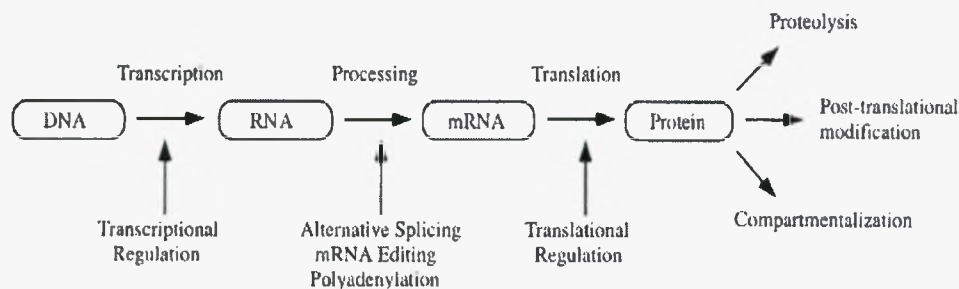 Proteolysis
Transcription
Processing
Translation
DNA
RNA
mRNA
Protein
Post-translational
modification
Transcriptional
Regulation
Alternative Splicing
mRNA Editing
Polyadenylation
Translational
Regulation
Compartmentalization